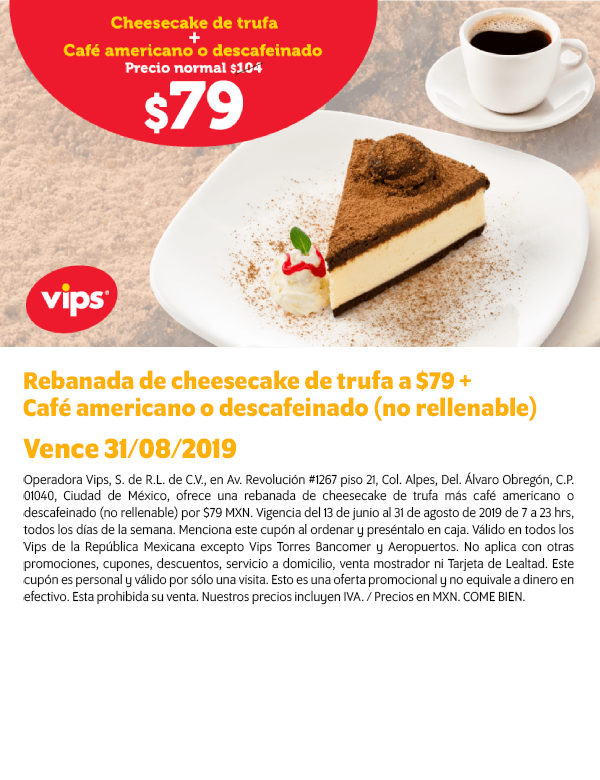 Cheesecake de trufa
+
Café americano o descafeinado
Precio normal $104
$79
vips®
Rebanada de cheesecake de trufa a $79 +
Café americano o descafeinado (no rellenable)
Vence 31/08/2019
Operadora Vips, S. de R.L. de C.V., en Av. Revolución #1267 piso 21, Col. Alpes, Del. Álvaro Obregón, C.P.
01040, Ciudad de México, ofrece una rebanada de cheesecake de trufa más café americano o
descafeinado (no rellenable) por $79 MXN. Vigencia del 13 de junio al 31 de agosto de 2019 de 7 a 23 hrs,
todos los días de la semana. Menciona este cupón al ordenar y preséntalo en caja. Válido en todos los
Vips de la República Mexicana excepto Vips Torres Bancomer y Aeropuertos. No aplica con otras
promociones, cupones, descuentos, servicio a domicilio, venta mostrador ni Tarjeta de Lealtad. Este
cupón es personal y válido por sólo una visita. Esto es una oferta promocional y no equivale a dinero en
efectivo. Esta prohibida su venta. Nuestros precios incluyen IVA. / Precios en MXN. COME BIEN.